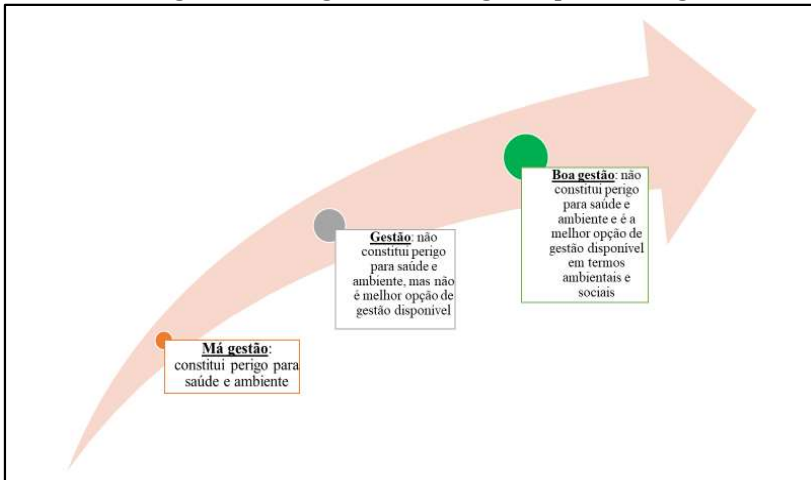 Má gestão:
constitui perigo para
saúde e ambiente
Gestão: não
constitui perigo
para saúde e
ambiente, mas não
é melhor opção de
gestão disponível
Boa gestão: não
constitui perigo
para saúde e
ambiente e é a
melhor opção de
gestão disponível
em termos
ambientais e
sociais